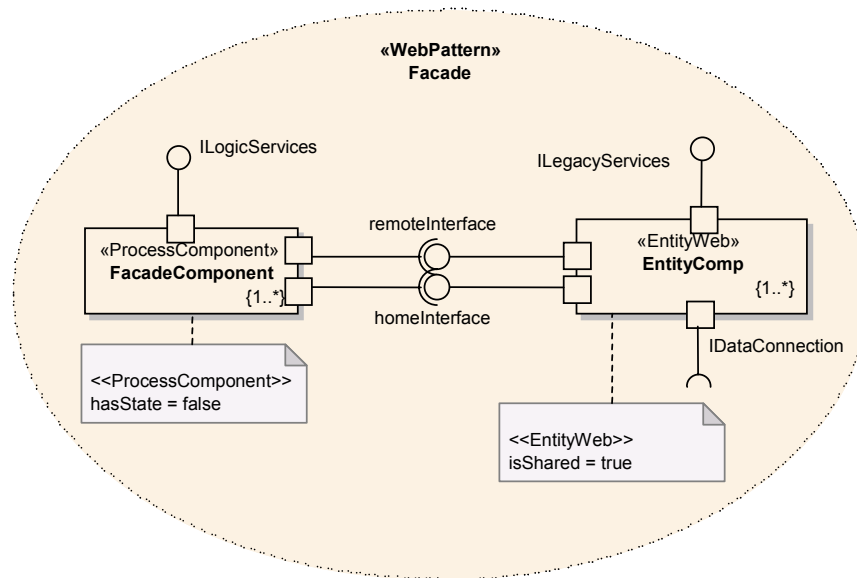 «WebPattern»
Facade
ILogicServices
ILegacyServices
remoteInterface
«ProcessComponent»
FacadeComponent
{1..*}
«EntityWeb»
EntityComp
{1..*}
homeInterface
IDataConnection
<<ProcessComponent>>
hasState = false
<<EntityWeb>>
isShared = true